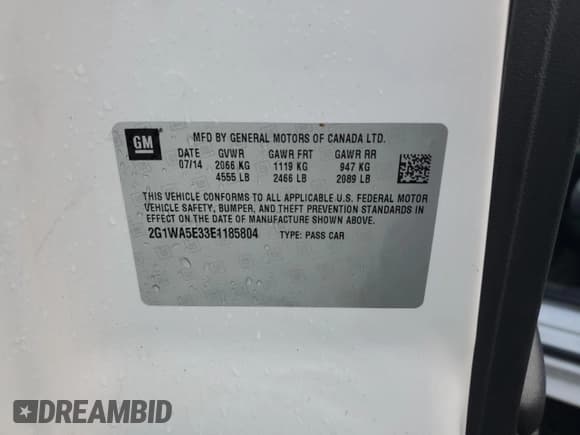 GM
MFD BY GENERAL MOTORS OF CANADA LTD.
DATE GVWR GAWR FRT GAWR RR
07/14 2066 KG 1119 KG 947 KG
4555 LB 2466 LB 2089 LB
THIS VEHICLE CONFORMS TO ALL APPLICABLE U. S. FEDERAL MOTOR
VEHICLE SAFETY, BUMPER, AND THEFT PREVENTION STANDARDS IN
EFFECT ON THE DATE OF MANUFACTURE SHOWN ABOVE.
2G1WA5E33E1185804 TYPE: PASS CAR
DREAMBID